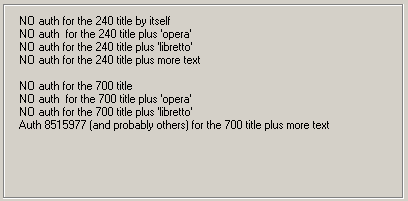 NO auth for the 240 title by itself
NO auth  for the 240 title plus 'opera'
NO auth for the 240 title plus 'libretto'
NO auth for the 240 title plus more text

NO auth for the 700 title
NO auth  for the 700 title plus 'opera'
NO auth for the 700 title plus 'libretto'
Auth 8515977 (and probably others) for the 700 title plus more text